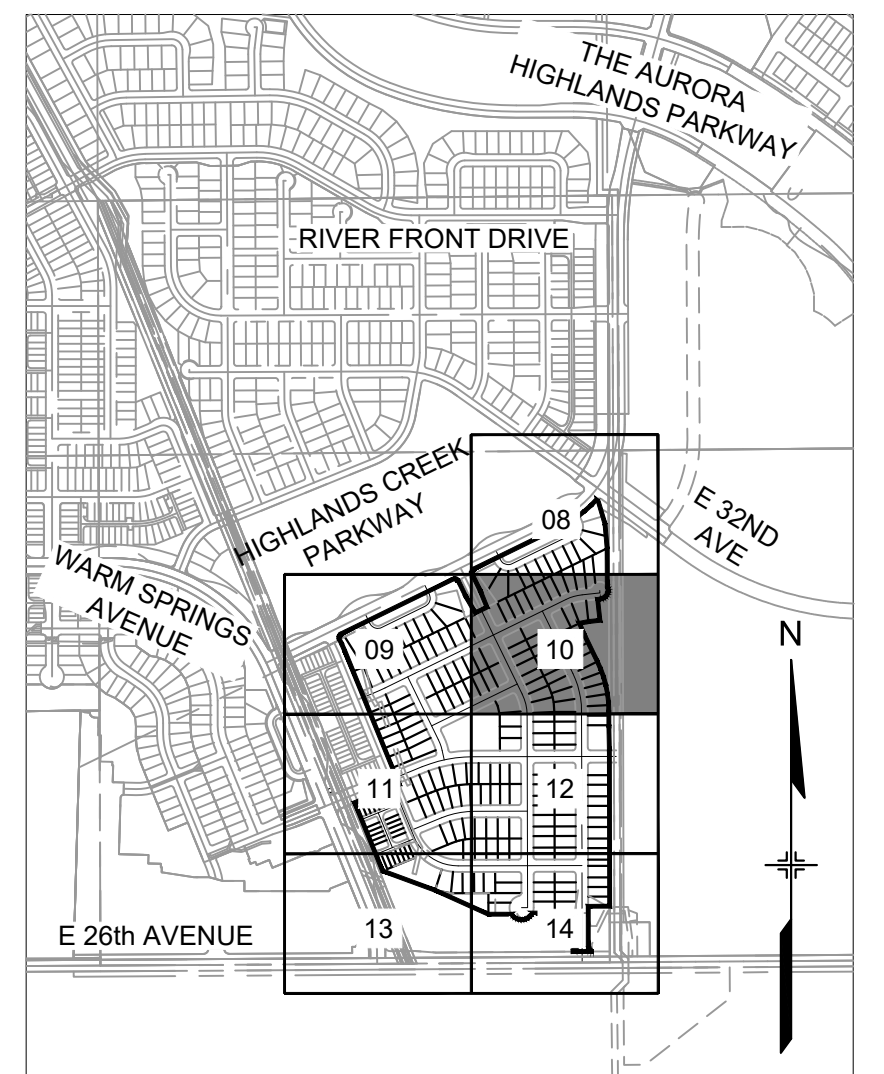 THE AURORA
HIGHLANDS PARKWAY
RIVER FRONT DRIVE
HIGHLANDS CREEK
PARKWAY
E 32ND
AVE
08
WARM SPRINGS
AVENUE
N
09
10
11
12
E 26th AVENUE
13
14